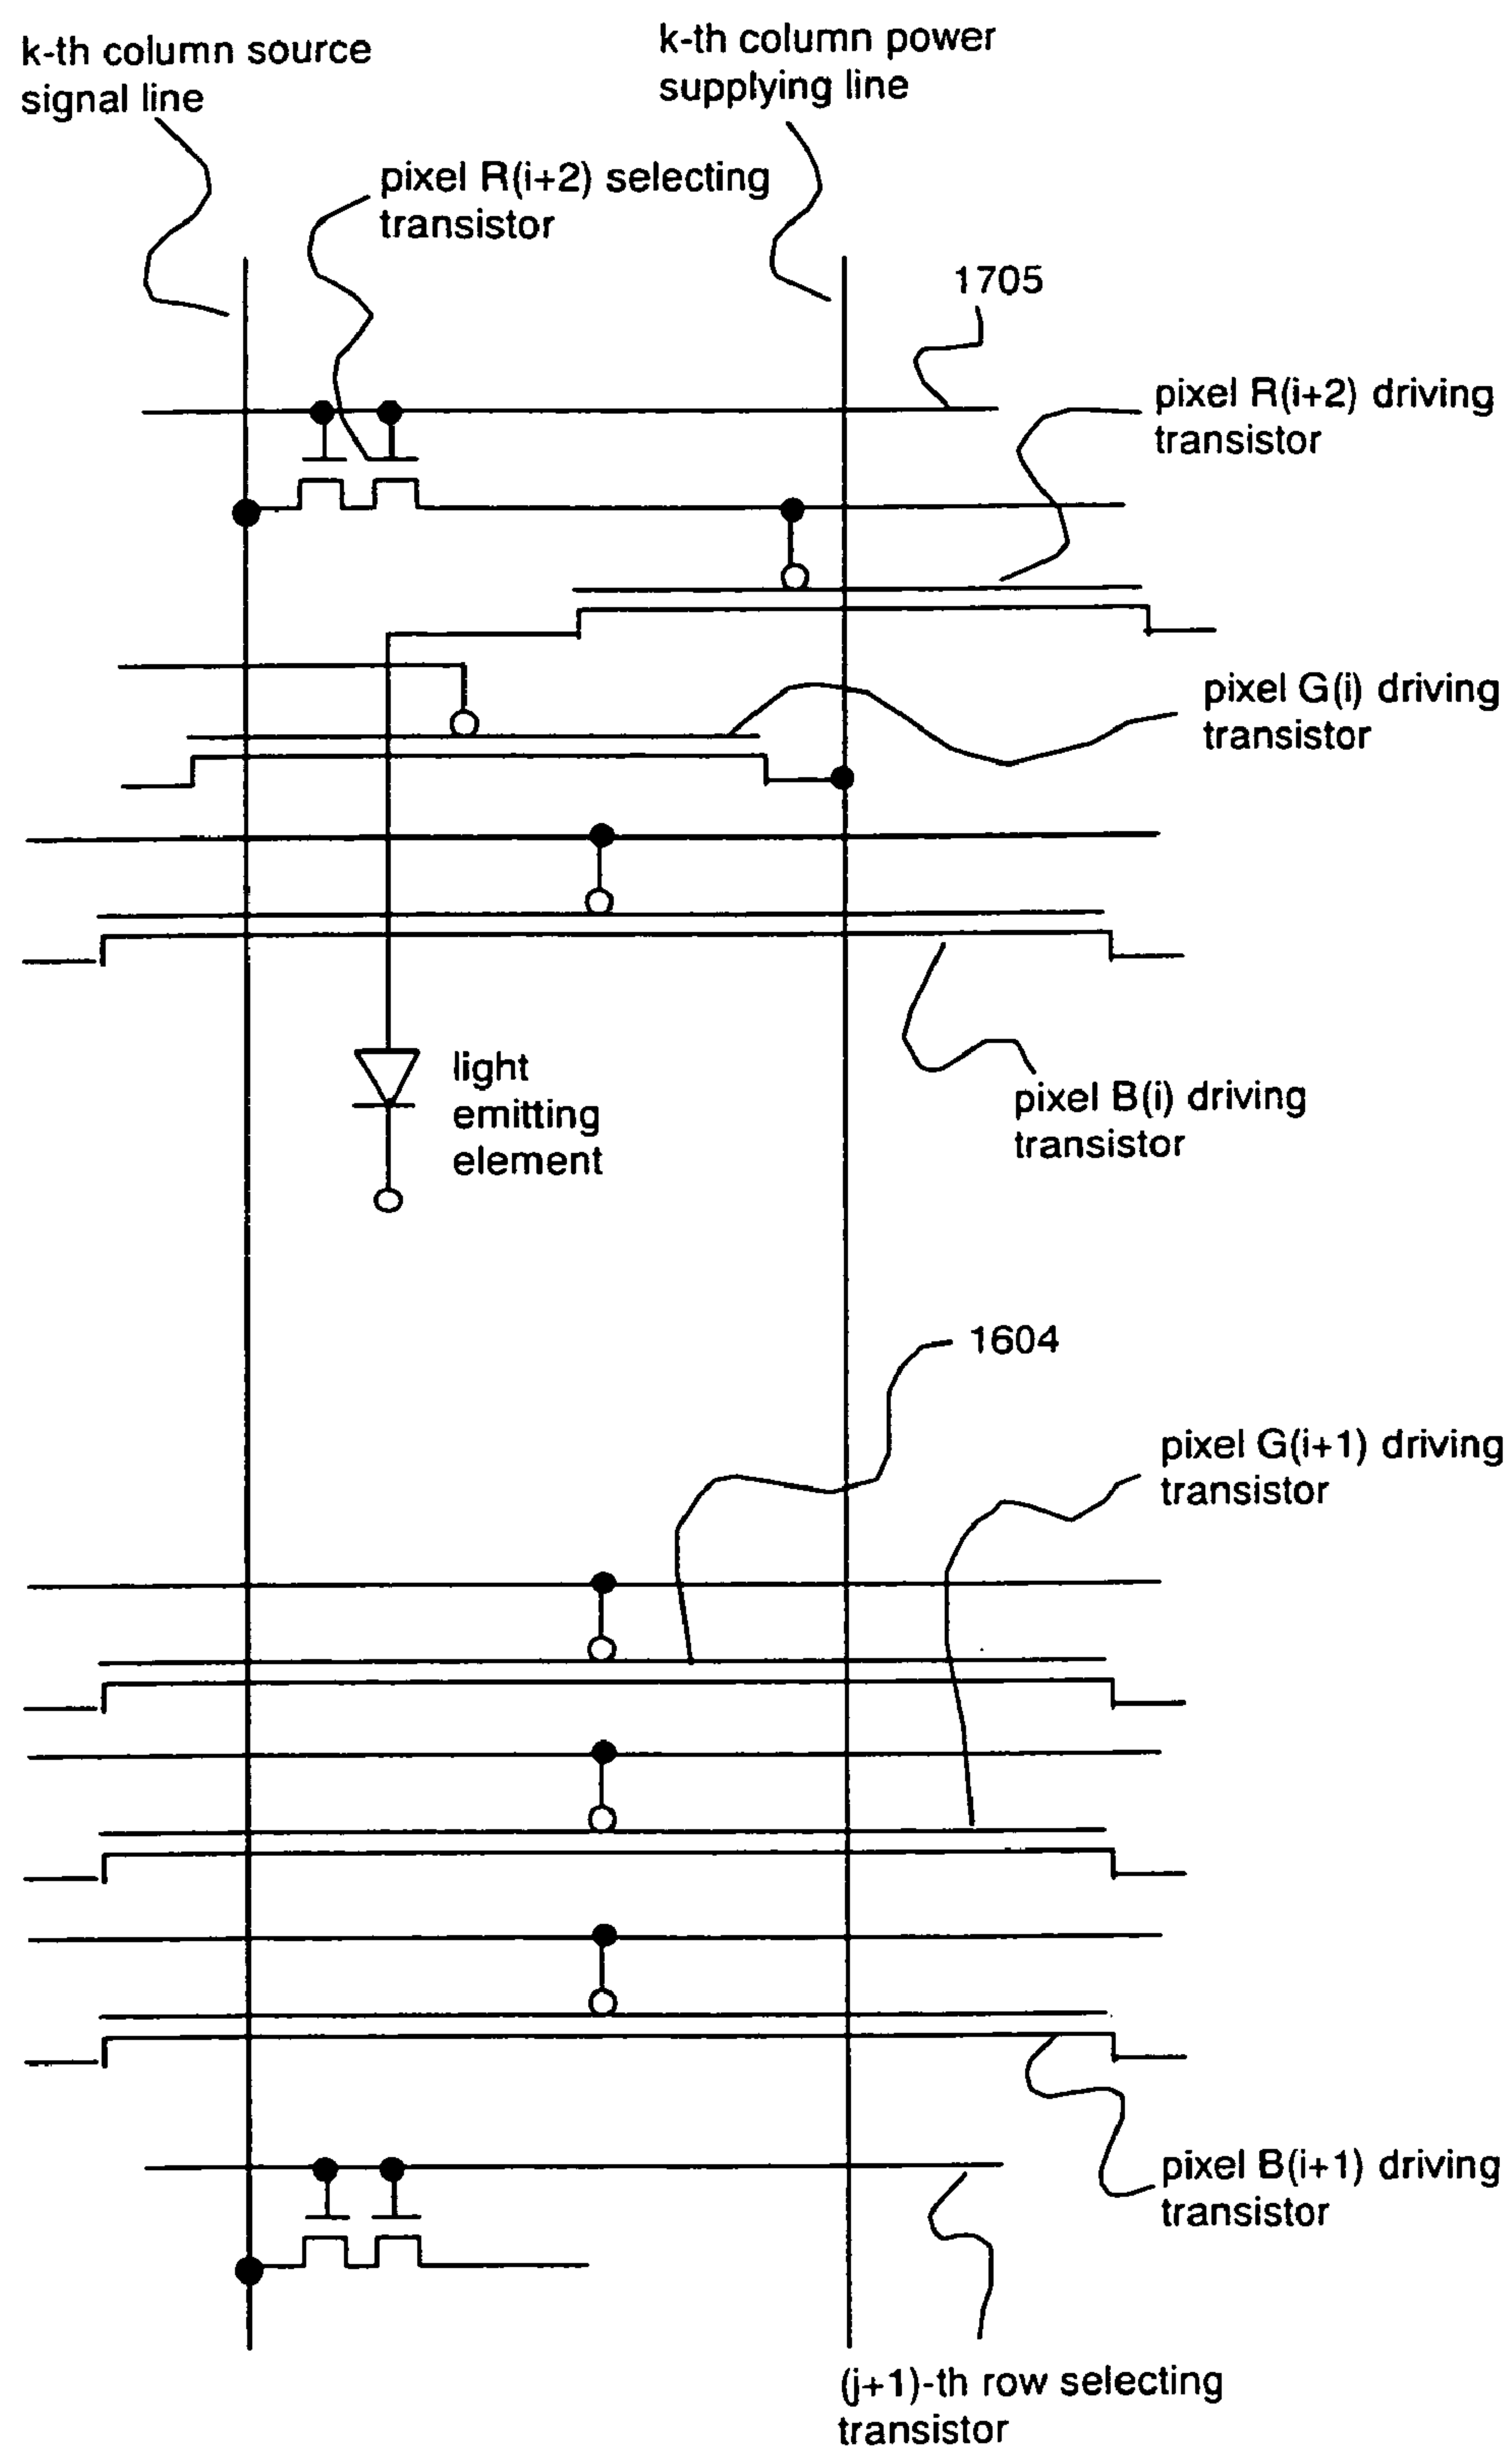 k-th column source
signal line
k-th column power
supplying line
pixel R(i+2) selecting
transistor
1705
pixel R(i+2) driving
transistor
pixel G(i) driving
transistor
light
emitting
element
pixel B(i) driving
transistor
1604
pixel G(i+1) driving
transistor
pixel B(i+1) driving
transistor
(j+1)-th row selecting
transistor